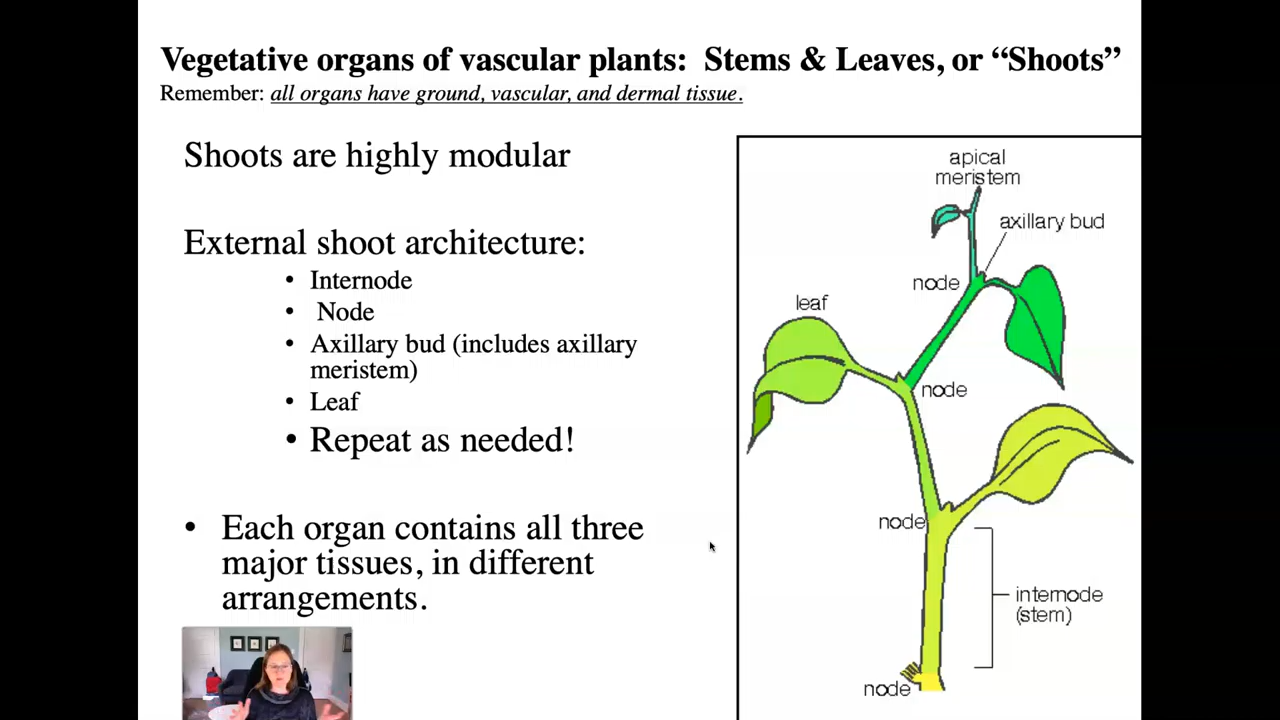 Vegetative organs of vascular plants:  Stems & Leaves, or “Shoots”
Remember: all organs have ground, vascular, and dermal tissue.
Shoots are highly modular
External shoot architecture:
• Internode
• Node
• Axillary bud (includes axillary
meristem)
• Leaf
• Repeat as needed!
• Each organ contains all three
major tissues, in different
arrangements.
apical
meristem
axillary bud
node
leaf
node
node
internode
(stem)
node